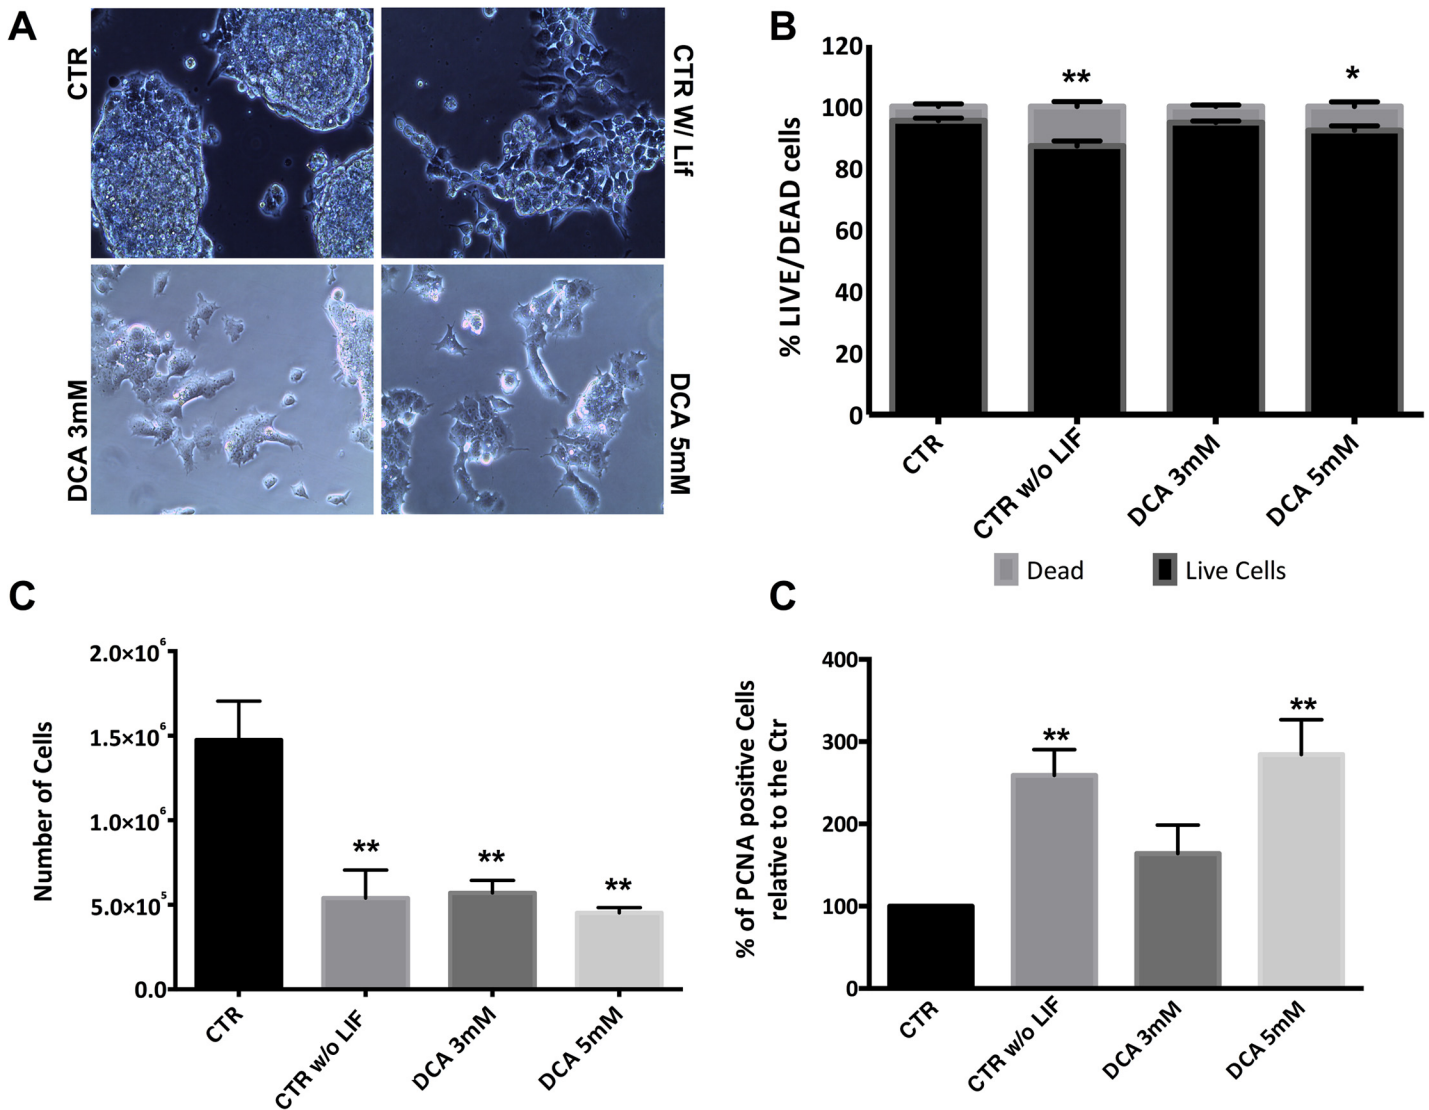 A
CTR
CTR W/ Lif
DCA 3mM
DCA 5mM
B
% LIVE/DEAD cells
120
100
80
60
40
20
0
**
*
CTR
CTR w/o LIF
DCA 3mM
DCA 5mM
Dead
Live Cells
C
Number of Cells
2.0×10⁶
1.5×10⁶
1.0×10⁶
5.0×10⁵
0.0
**
**
**
CTR
CTR w/o LIF
DCA 3mM
DCA 5mM
C
% of PCNA positive Cells
relative to the Ctr
400
300
200
100
0
**
**
CTR
CTR w/o LIF
DCA 3mM
DCA 5mM